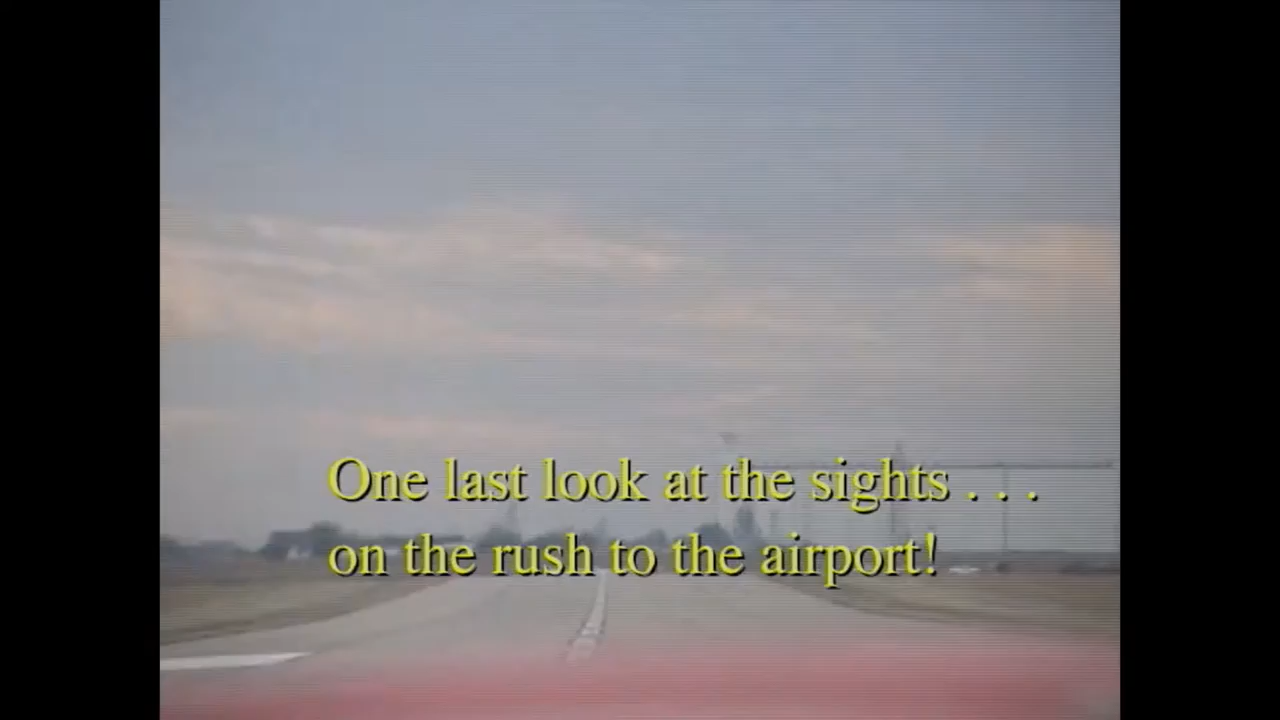 One last look at the sights . . .
on the rush to the airport!